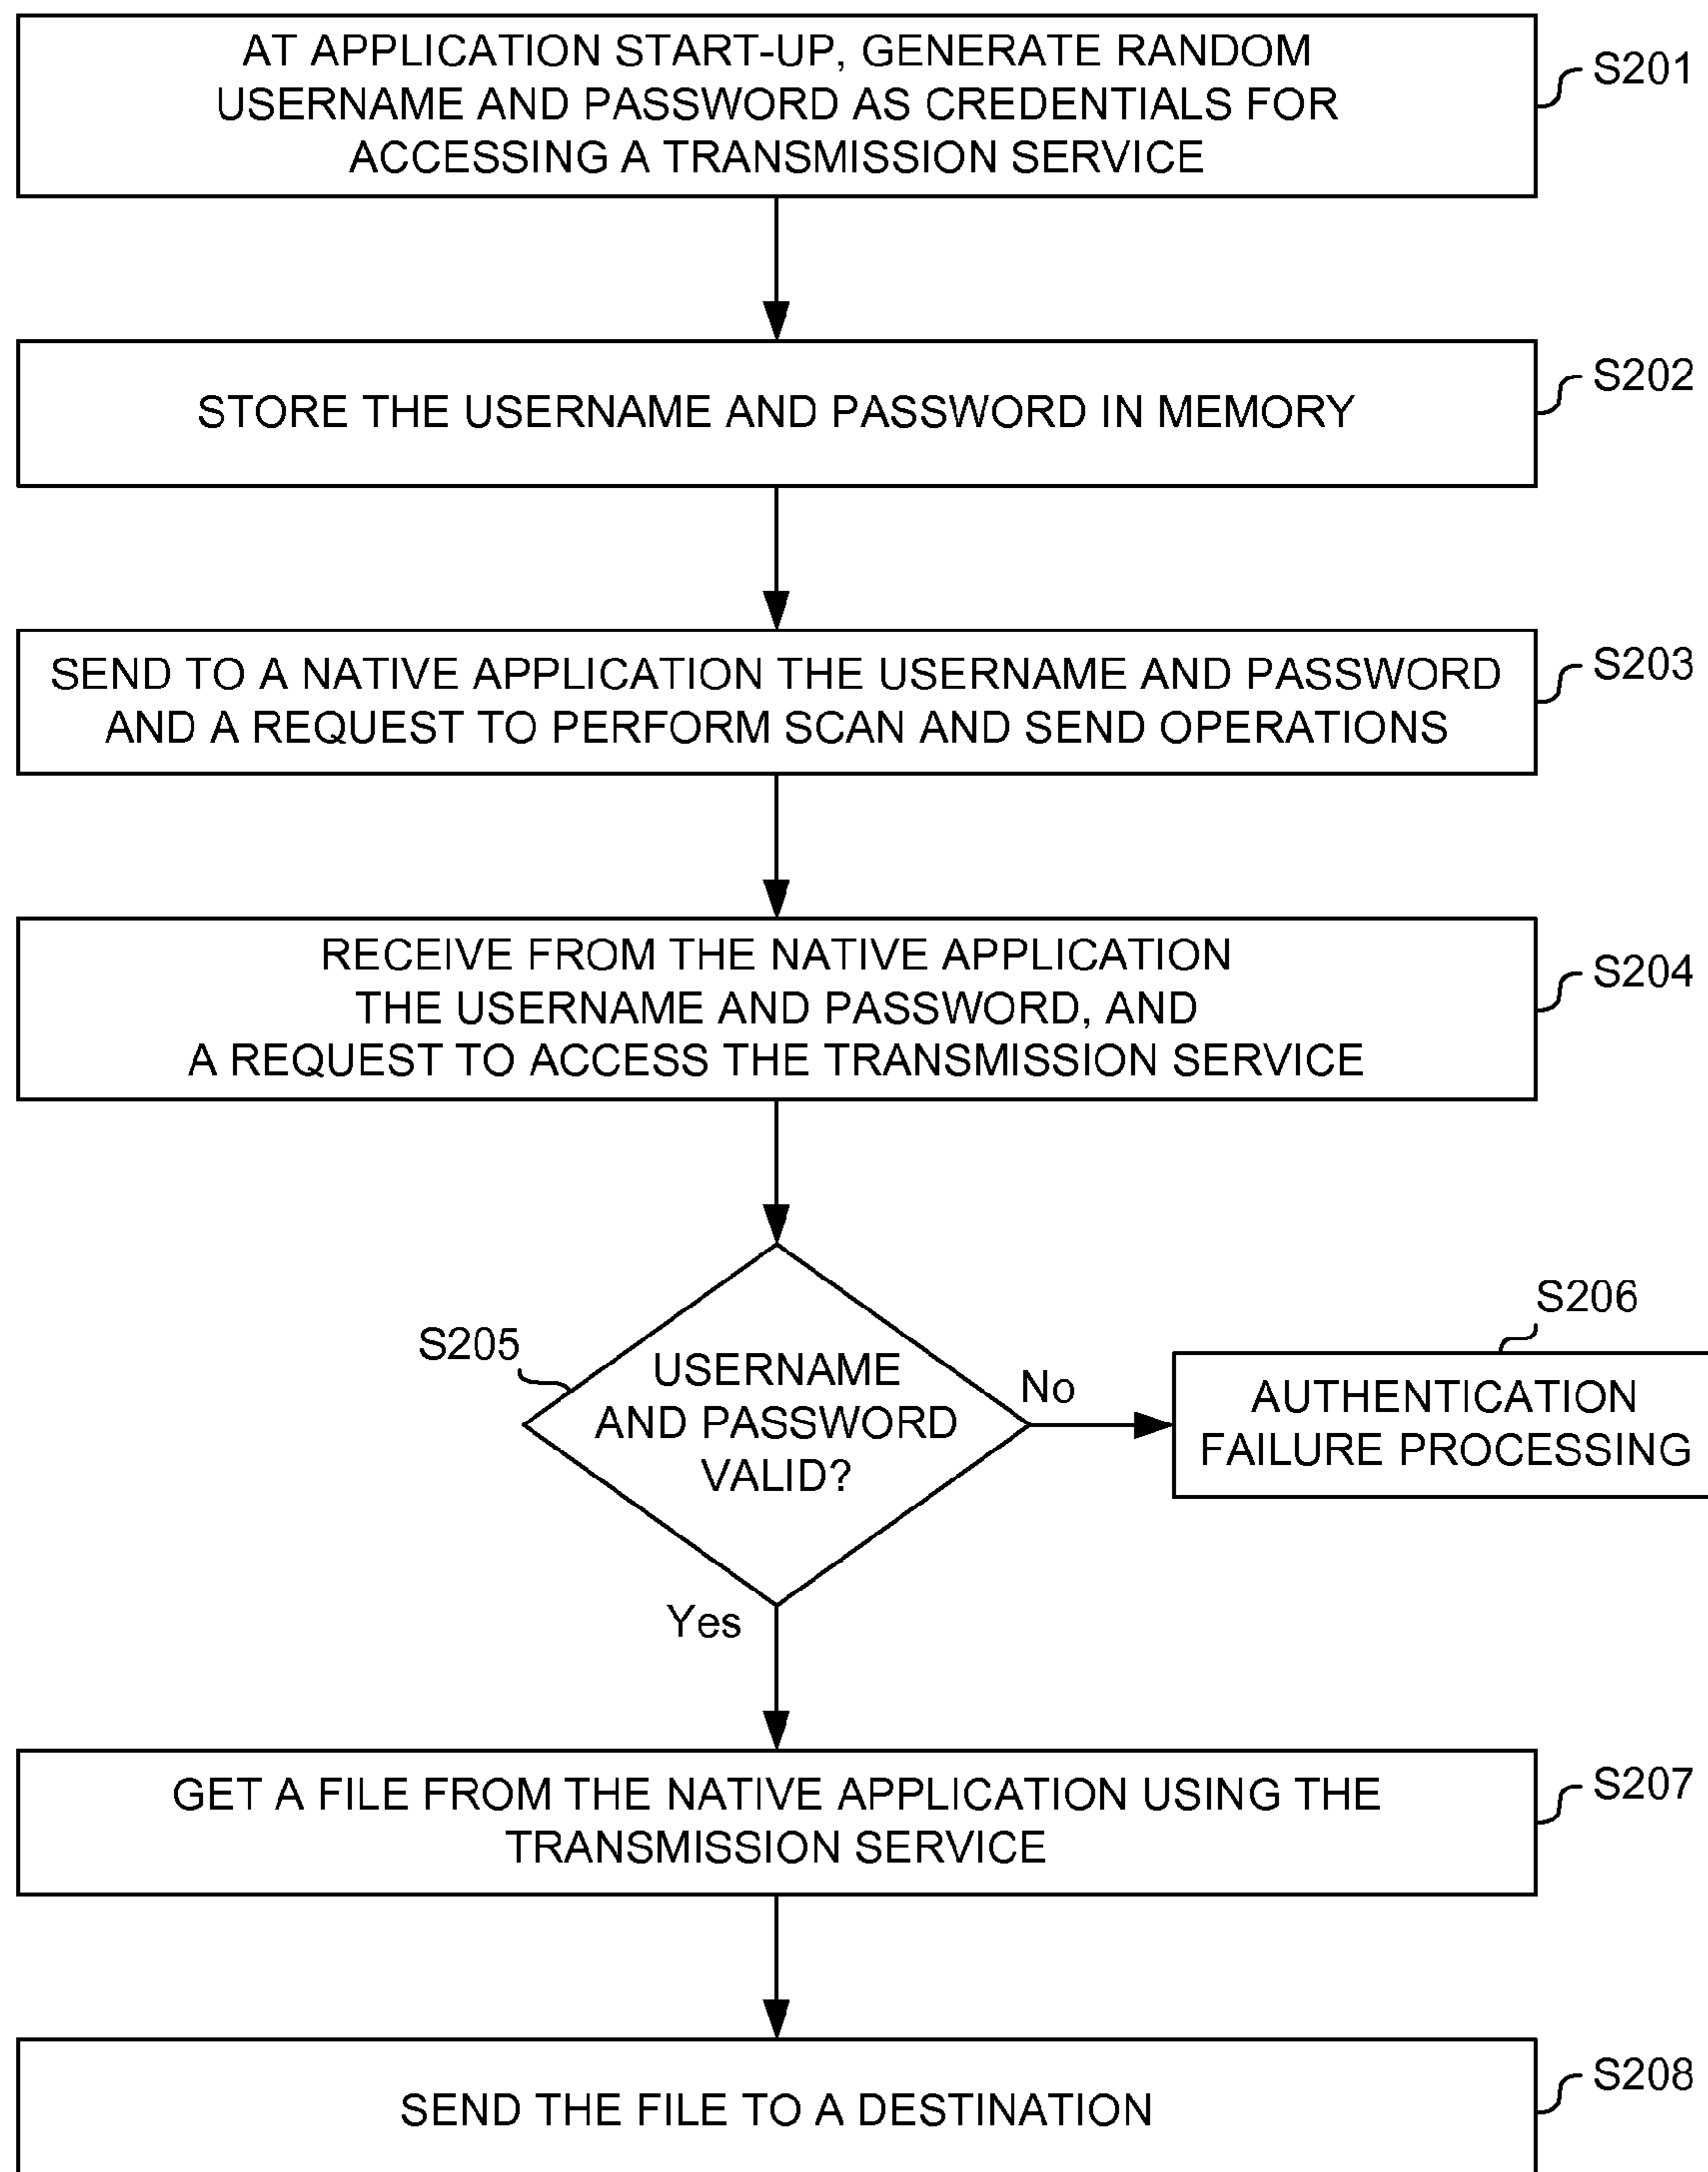 AT APPLICATION START-UP, GENERATE RANDOM
USERNAME AND PASSWORD AS CREDENTIALS FOR
ACCESSING A TRANSMISSION SERVICE
S201
STORE THE USERNAME AND PASSWORD IN MEMORY
S202
SEND TO A NATIVE APPLICATION THE USERNAME AND PASSWORD
AND A REQUEST TO PERFORM SCAN AND SEND OPERATIONS
S203
RECEIVE FROM THE NATIVE APPLICATION
THE USERNAME AND PASSWORD, AND
A REQUEST TO ACCESS THE TRANSMISSION SERVICE
S204
S205
USERNAME
AND PASSWORD
VALID?
No
S206
AUTHENTICATION
FAILURE PROCESSING
Yes
GET A FILE FROM THE NATIVE APPLICATION USING THE
TRANSMISSION SERVICE
S207
SEND THE FILE TO A DESTINATION
S208